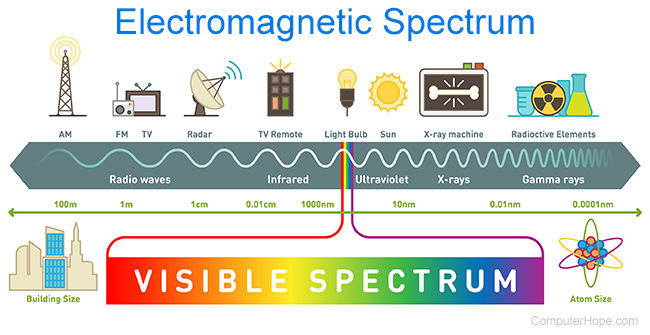 Electromagnetic Spectrum
AM FM TV Radar TV Remote Light Bulb Sun X-ray machine Radioctive Elements
Radio waves Infrared Ultraviolet X-rays Gamma rays
100m 1m 1cm 0.01cm 1000nm 10nm 0.01nm 0.0001nm
VISIBLE SPECTRUM
Building Size Atom Size
ComputerHope.com